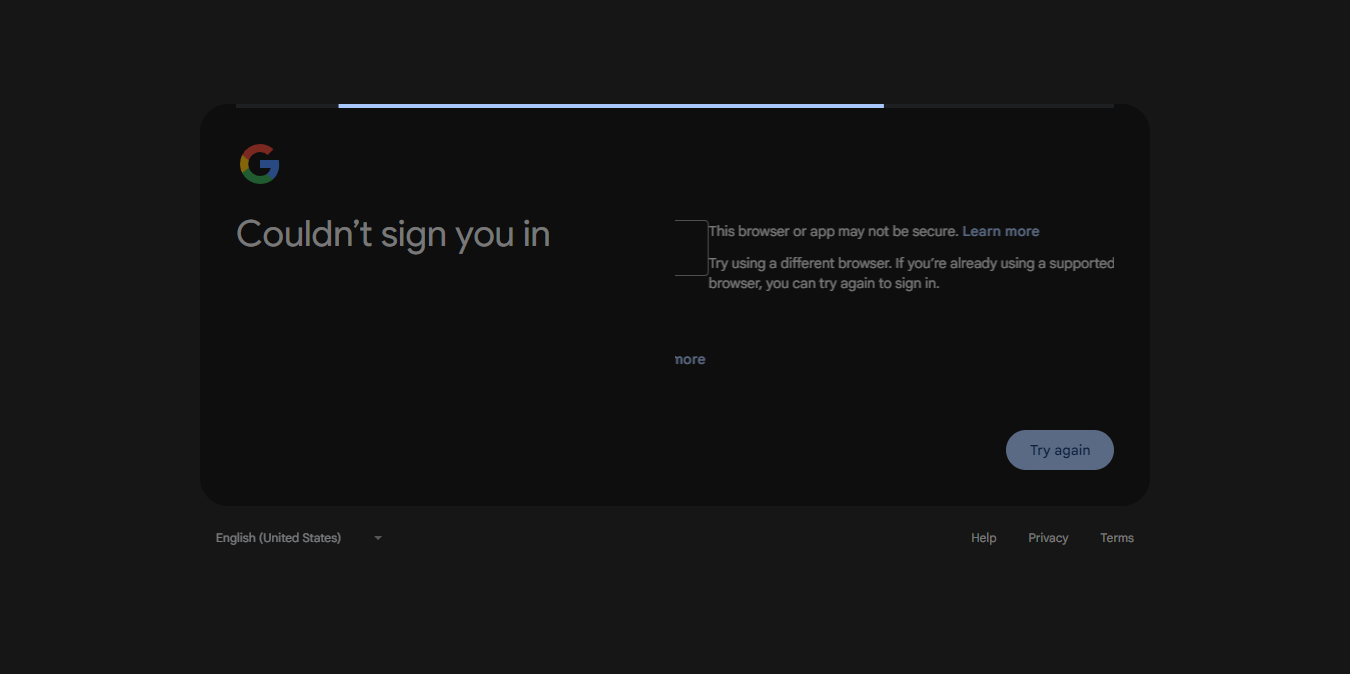 Couldn’t sign you in
This browser or app may not be secure. Learn more
Try using a different browser. If you’re already using a supported
browser, you can try again to sign in.
more
Try again
English (United States)
Help Privacy Terms